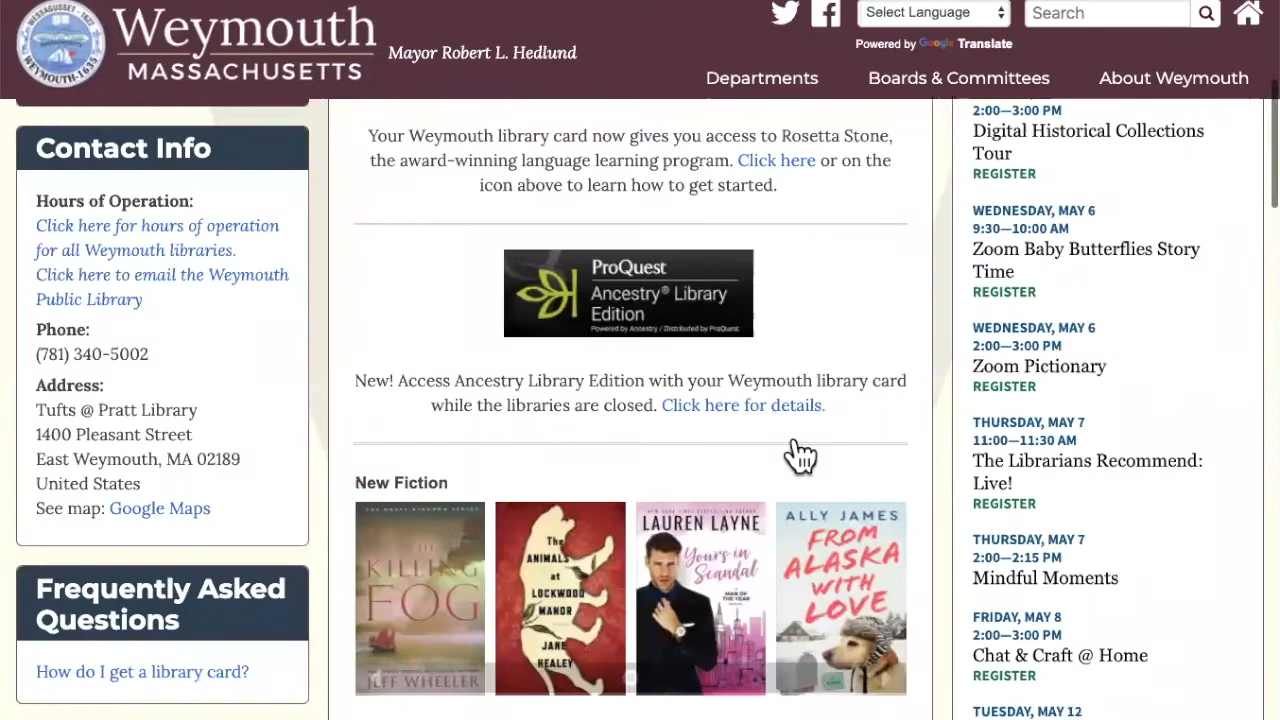 Weymouth
MASSACHUSETTS
Mayor Robert L. Hedlund
Select Language
Search
Powered by Google Translate
Departments
Boards & Committees
About Weymouth
Contact Info
Hours of Operation:
Click here for hours of operation
for all Weymouth libraries.
Click here to email the Weymouth
Public Library
Phone:
(781) 340-5002
Address:
Tufts @ Pratt Library
1400 Pleasant Street
East Weymouth, MA 02189
United States
See map: Google Maps
Frequently Asked
Questions
How do I get a library card?
Your Weymouth library card now gives you access to Rosetta Stone,
the award-winning language learning program. Click here or on the
icon above to learn how to get started.
ProQuest
Ancestry® Library
Edition
Powered by Ancestry / Distributed by ProQuest
New! Access Ancestry Library Edition with your Weymouth library card
while the libraries are closed. Click here for details.
New Fiction
KILLING
FOG
JEFF WHEELER
The
ANIMALS
at
LOCKWOOD
MANOR
JANE
HEALEY
LAUREN LAYNE
Yours in
Scandal
MAN OF
THE YEAR
ALLY JAMES
FROM
ALASKA
WITH
LOVE
2:00—3:00 PM
Digital Historical Collections
Tour
REGISTER
WEDNESDAY, MAY 6
9:30—10:00 AM
Zoom Baby Butterflies Story
Time
REGISTER
WEDNESDAY, MAY 6
2:00—3:00 PM
Zoom Pictionary
REGISTER
THURSDAY, MAY 7
11:00—11:30 AM
The Librarians Recommend:
Live!
REGISTER
THURSDAY, MAY 7
2:00—2:15 PM
Mindful Moments
FRIDAY, MAY 8
2:00—3:00 PM
Chat & Craft @ Home
REGISTER
TUESDAY, MAY 12